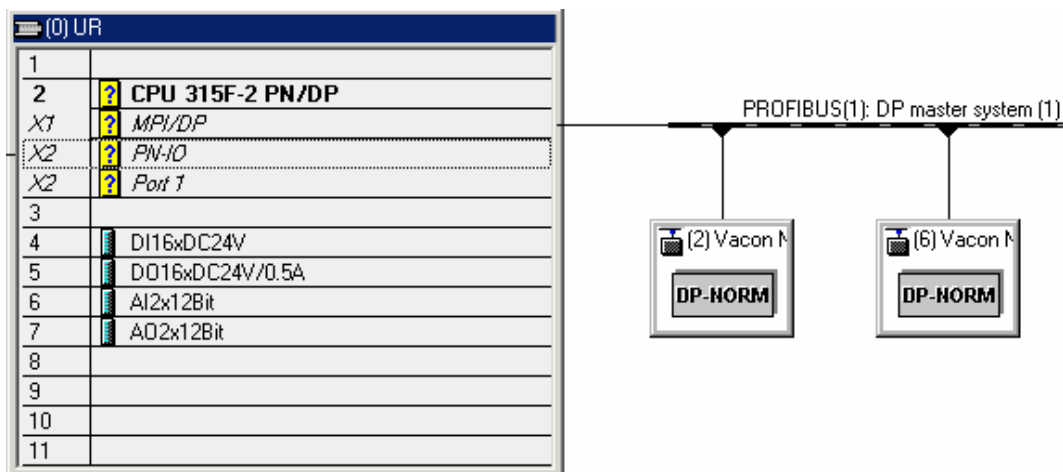 (0) UR
1
2 ? CPU 315F-2 PN/DP
X1 ? MPI/DP
X2 ? PN-IO
X2 ? Port 1
3
4 DI16xDC24V
5 DO16xDC24V/0.5A
6 AI2x12Bit
7 AO2x12Bit
8
9
10
11
PROFIBUS(1): DP master system (1)
(2) Vacon N
DP-NORM
(6) Vacon N
DP-NORM